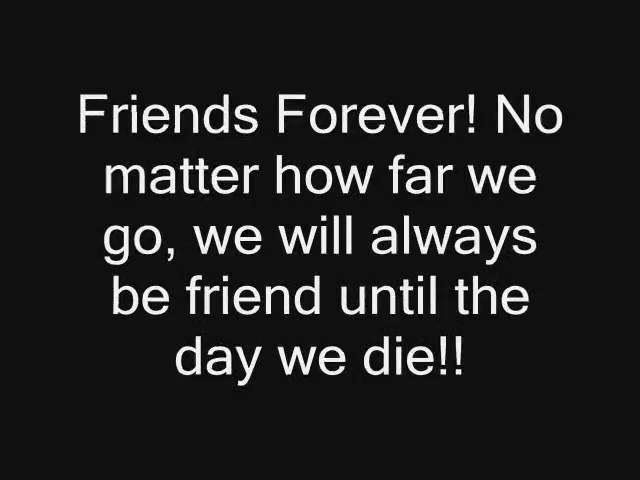 Friends Forever! No
matter how far we
go, we will always
be friend until the
day we die!!